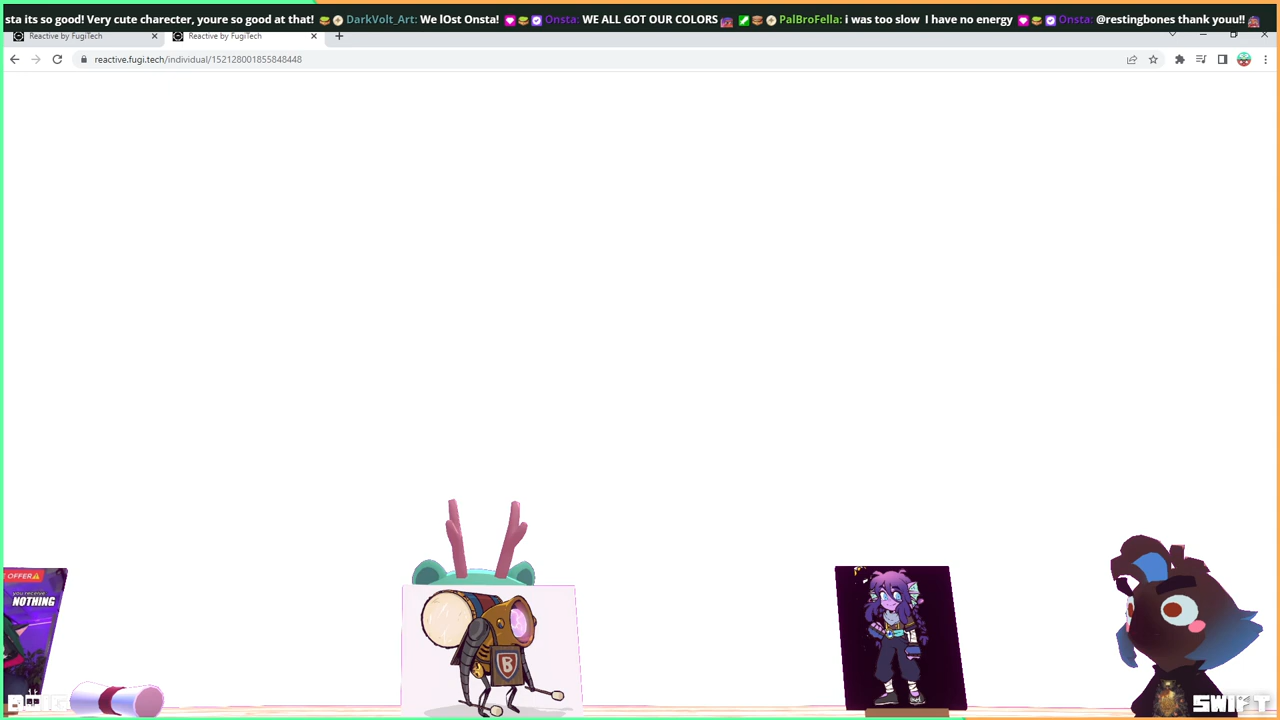 sta its so good! Very cute charecter, youre so good at that! DarkVolt_Art: We lOst Onsta! Onsta: WE ALL GOT OUR COLORS PalBroFella: i was too slow I have no energy Onsta: @restingbones thank youu!!
Reactive by FugiTech Reactive by FugiTech
reactive.fugi.tech/individual/152128001855848448
T OFFER
you receive
NOTHING
B
SWIFT